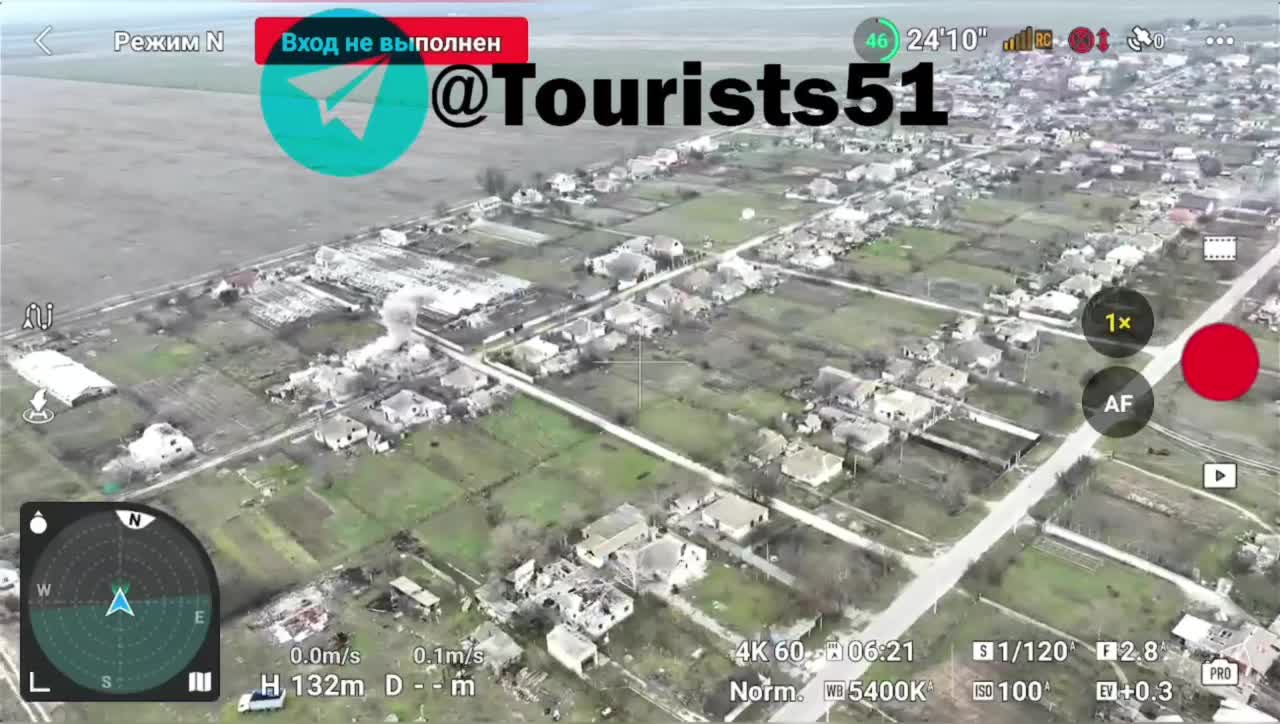 Режим N
Вход не выполнен
46
24'10"
RC
0
@Tourists51
1×
AF
N
W
E
S
0.0m/s
0.1m/s
H 132m
D - - m
4K 60
06:21
S 1/120 A
F 2.8 A
Norm.
WB 5400K A
ISO 100 A
EV +0.3
PRO